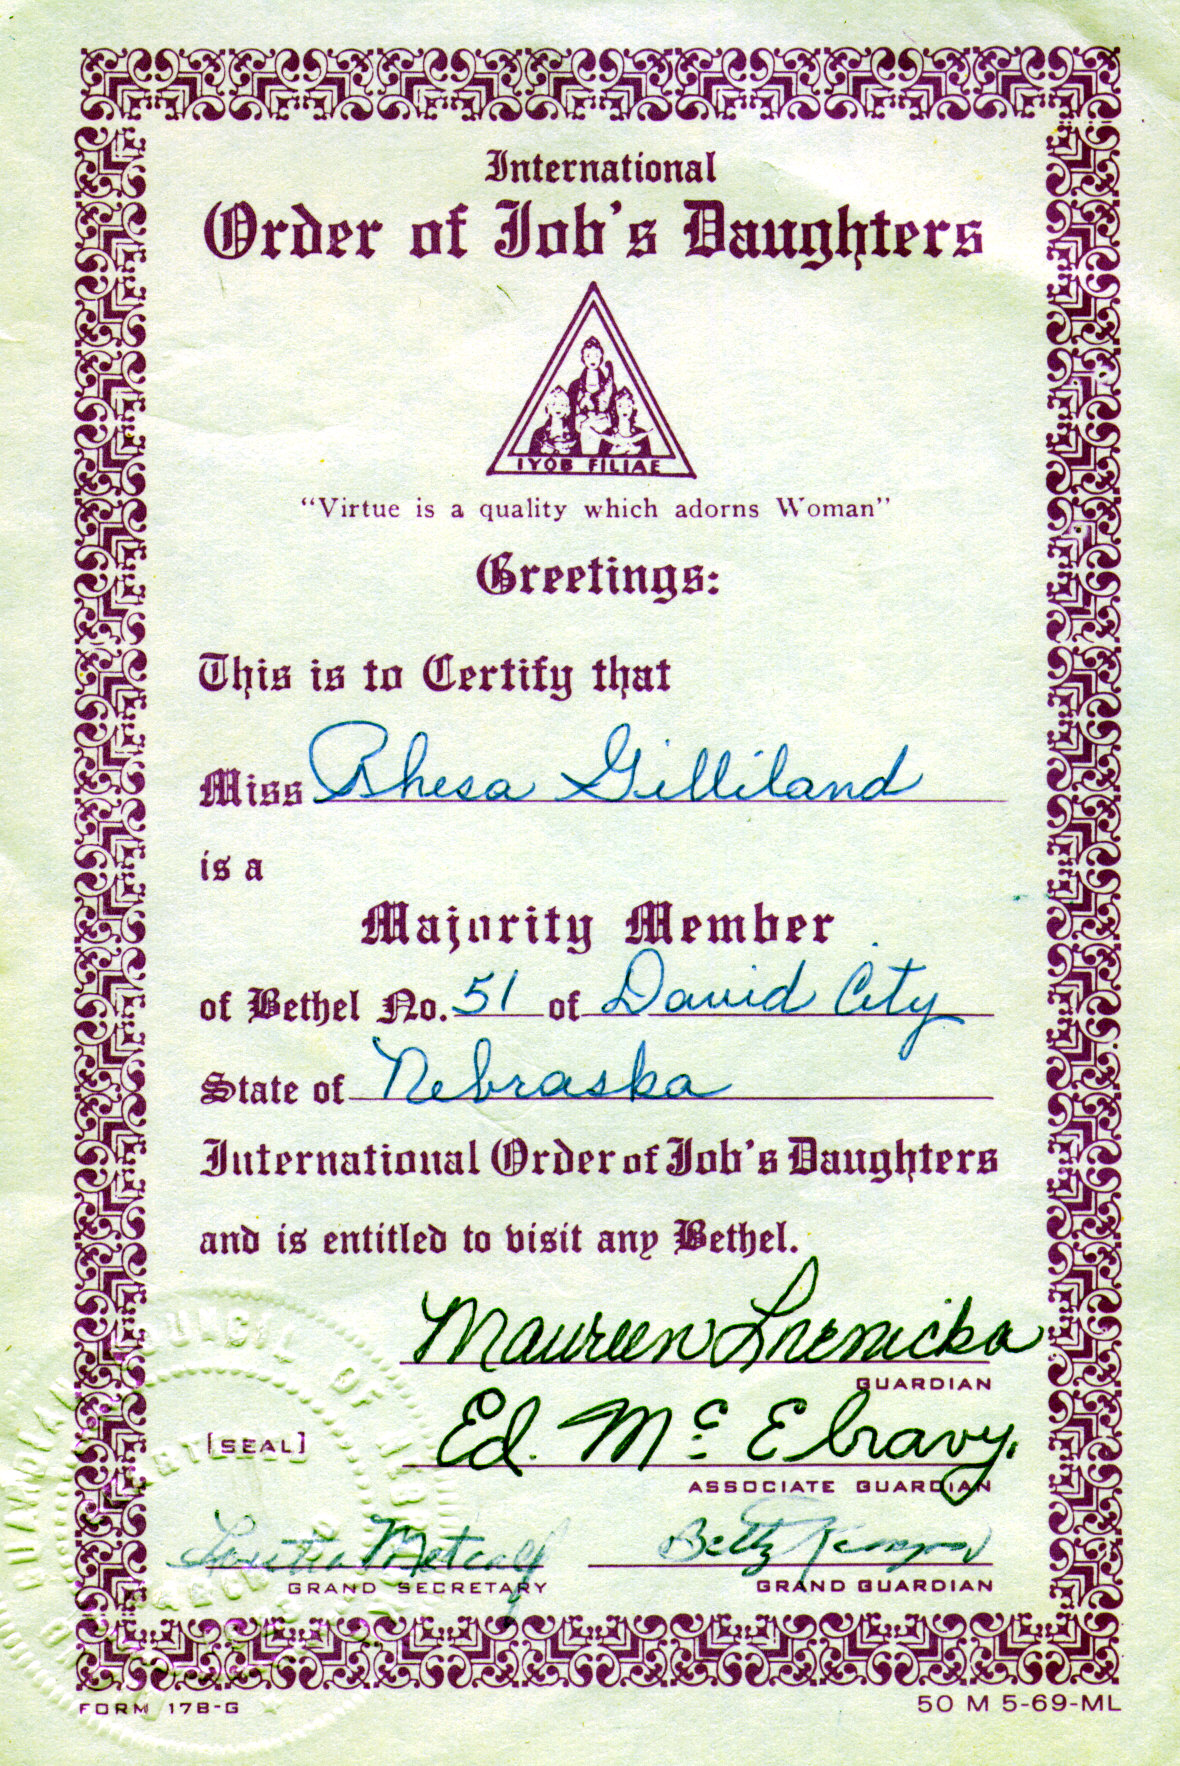 International
Order of Job's Daughters
IYOB FILIAE
"Virtue is a quality which adorns Woman"
Greetings:
This is to Certify that
Miss Rhesa Gilliland
is a
Majority Member
of Bethel No. 51 of David City
State of Nebraska
International Order of Job's Daughters
and is entitled to visit any Bethel.
Maureen
GUARDIAN
Ed. McElravy.
[SEAL]
ASSOCIATE GUARDIAN
Metcalf Betty
GRAND SECRETARY GRAND GUARDIAN
FORM 17B-G 50 M 5-69-ML